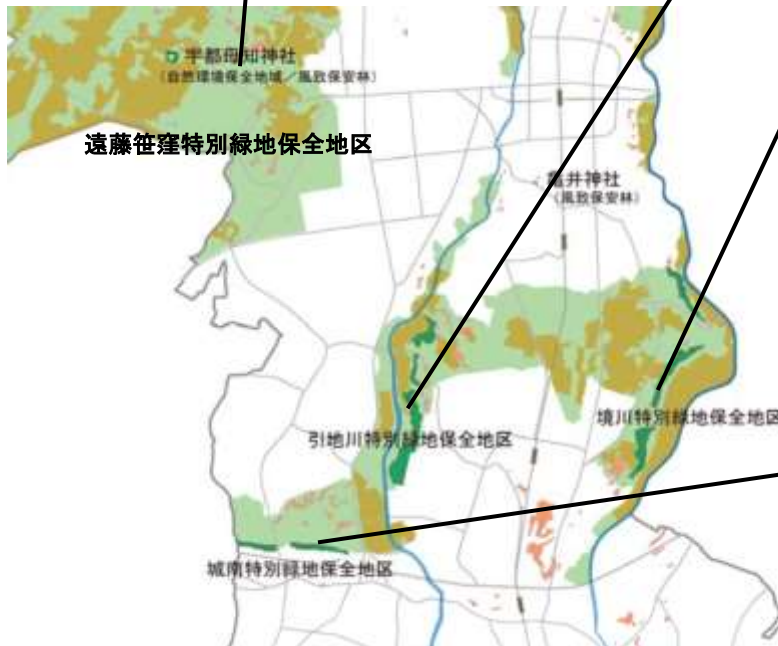 宇都母知神社
(自然環境保全地域/風致保安林)
遠藤笹窪特別緑地保全地区
亀井神社
(風致保安林)
引地川特別緑地保全地区
境川特別緑地保全地区
城南特別緑地保全地区